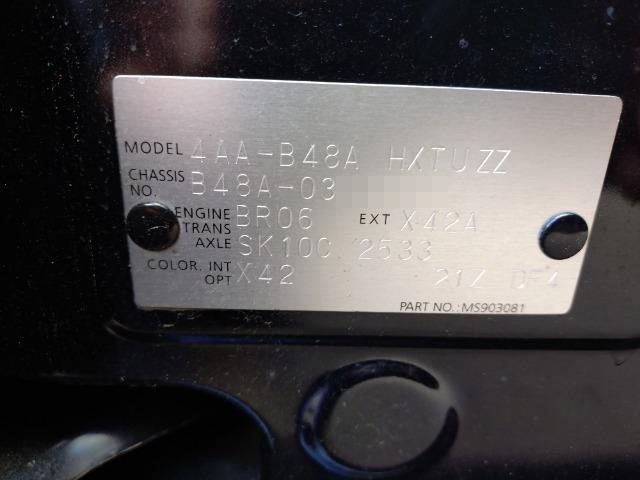 MODEL 4AA-B48A HXTUZZ
CHASSIS NO. B48A-03
ENGINE BR06 EXT X42A
TRANS AXLE SK10C 2533
COLOR, INT OPT X42 21Z DF4
PART NO.: MS903081